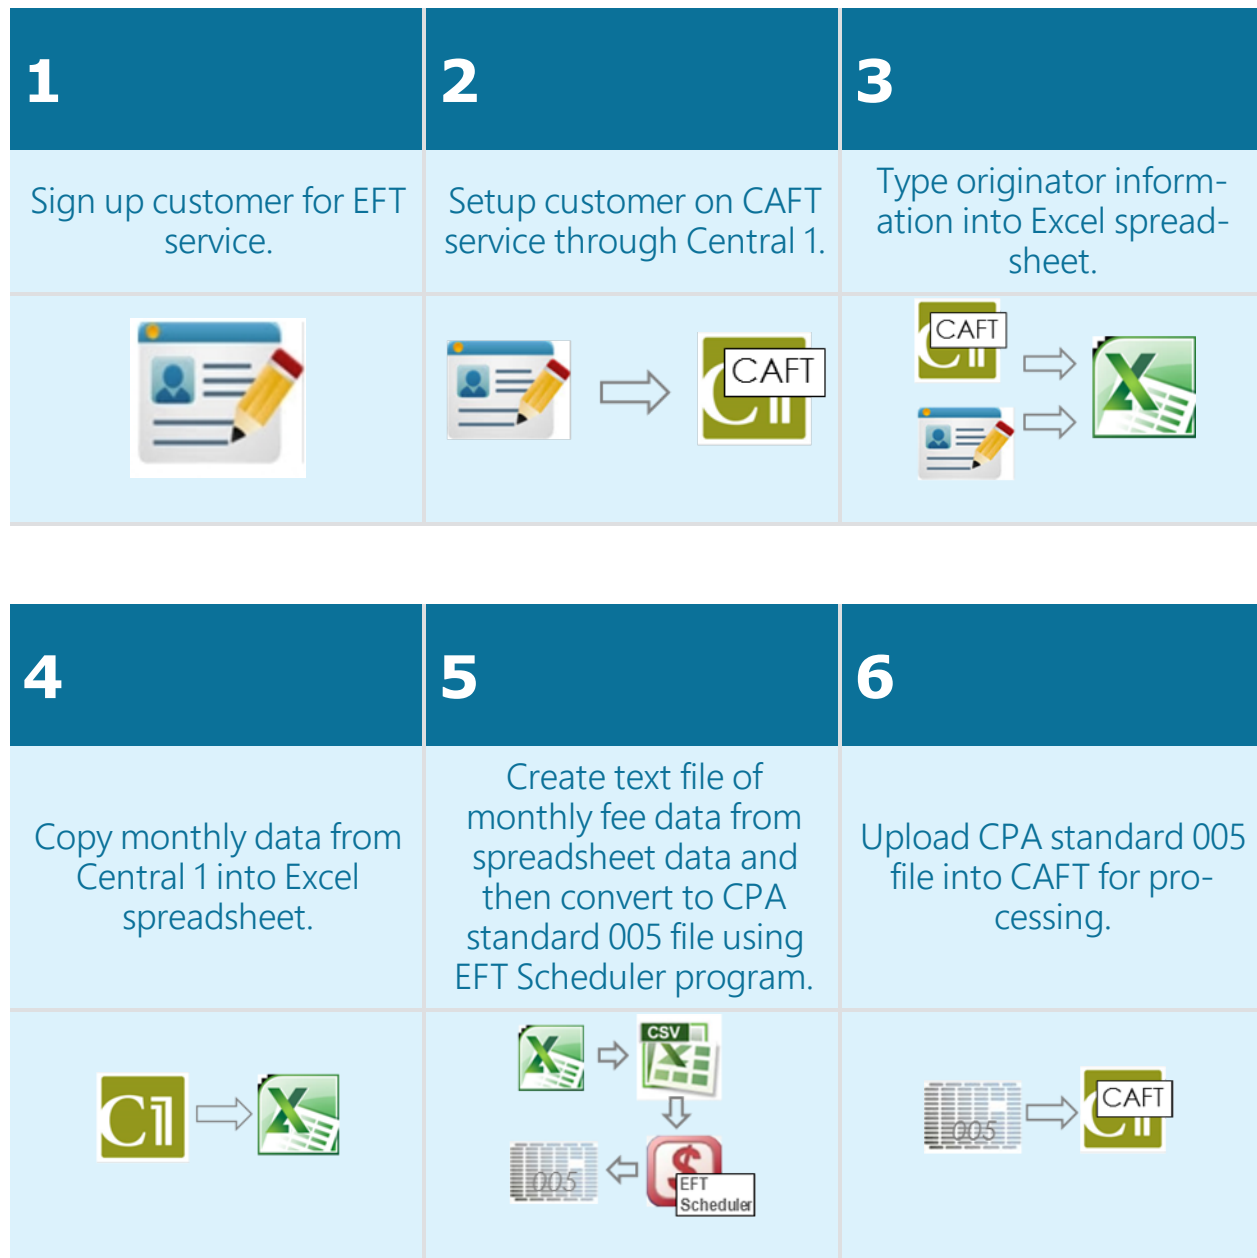 1
2
3
Sign up customer for EFT
service.
Setup customer on CAFT
service through Central 1.
Type originator inform-
ation into Excel spread-
sheet.
CAFT
CAFT
C1
4
5
6
Copy monthly data from
Central 1 into Excel
spreadsheet.
Create text file of
monthly fee data from
spreadsheet data and
then convert to CPA
standard 005 file using
EFT Scheduler program.
Upload CPA standard 005
file into CAFT for pro-
cessing.
C1
CSV
X
005
$
EFT
Scheduler
005
CAFT